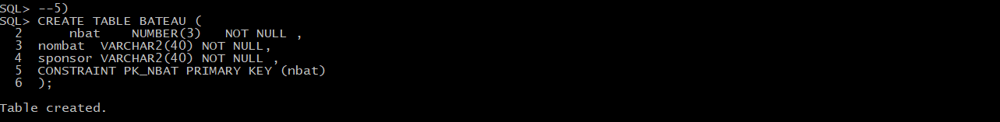 SQL> --5)
SQL> CREATE TABLE BATEAU (
  2      nbat    NUMBER(3)   NOT NULL ,
  3  nombat  VARCHAR2(40) NOT NULL,
  4  sponsor VARCHAR2(40) NOT NULL ,
  5  CONSTRAINT PK_NBAT PRIMARY KEY (nbat)
  6  );
Table created.